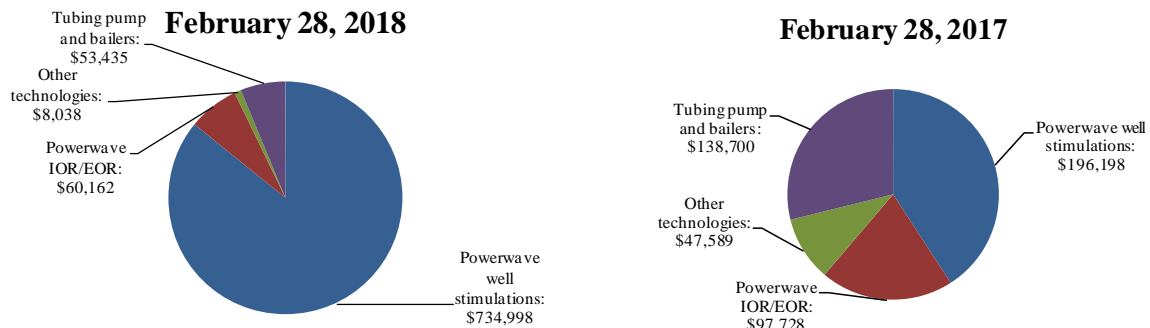 February 28, 2018
Tubing pump
and bailers:
$53,435
Other
technologies:
$8,038
Powerwave
IOR/EOR:
$60,162
Powerwave
well
stimulations:
$734,998
February 28, 2017
Tubing pump
and bailers:
$138,700
Powerwave well
stimulations:
$196,198
Other
technologies:
$47,589
Powerwave
IOR/EOR:
$97,728